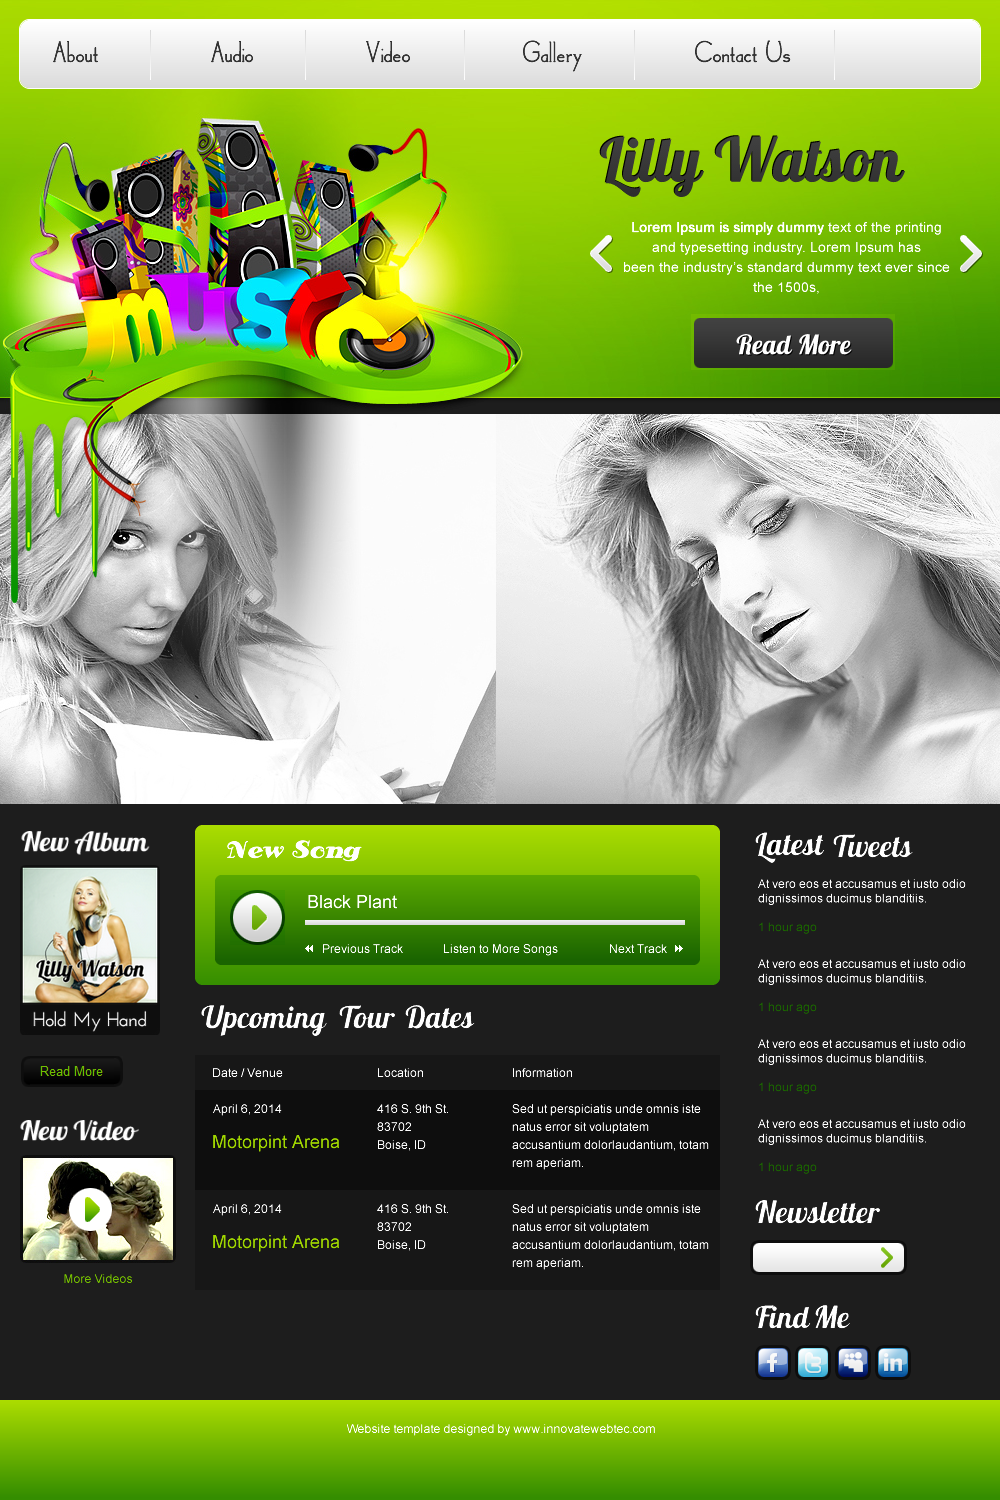 About
Audio
Video
Gallery
Contact Us
music
Lilly Watson
Lorem Ipsum is simply dummy text of the printing
and typesetting industry. Lorem Ipsum has
been the industry's standard dummy text ever since
the 1500s,
Read More
New Album
Lilly Watson
Hold My Hand
Read More
New Video
More Videos
New Song
Black Plant
Previous Track
Listen to More Songs
Next Track
Upcoming Tour Dates
Date / Venue
Location
Information
April 6, 2014
Motorpint Arena
416 S. 9th St.
83702
Boise, ID
Sed ut perspiciatis unde omnis iste
natus error sit voluptatem
accusantium dolorlaudantium, totam
rem aperiam.
April 6, 2014
Motorpint Arena
416 S. 9th St.
83702
Boise, ID
Sed ut perspiciatis unde omnis iste
natus error sit voluptatem
accusantium dolorlaudantium, totam
rem aperiam.
Latest Tweets
At vero eos et accusamus et iusto odio
dignissimos ducimus blanditiis.
1 hour ago
At vero eos et accusamus et iusto odio
dignissimos ducimus blanditiis.
1 hour ago
At vero eos et accusamus et iusto odio
dignissimos ducimus blanditiis.
1 hour ago
At vero eos et accusamus et iusto odio
dignissimos ducimus blanditiis.
1 hour ago
Newsletter
Find Me
f
t
in
Website template designed by www.innovatewebtec.com